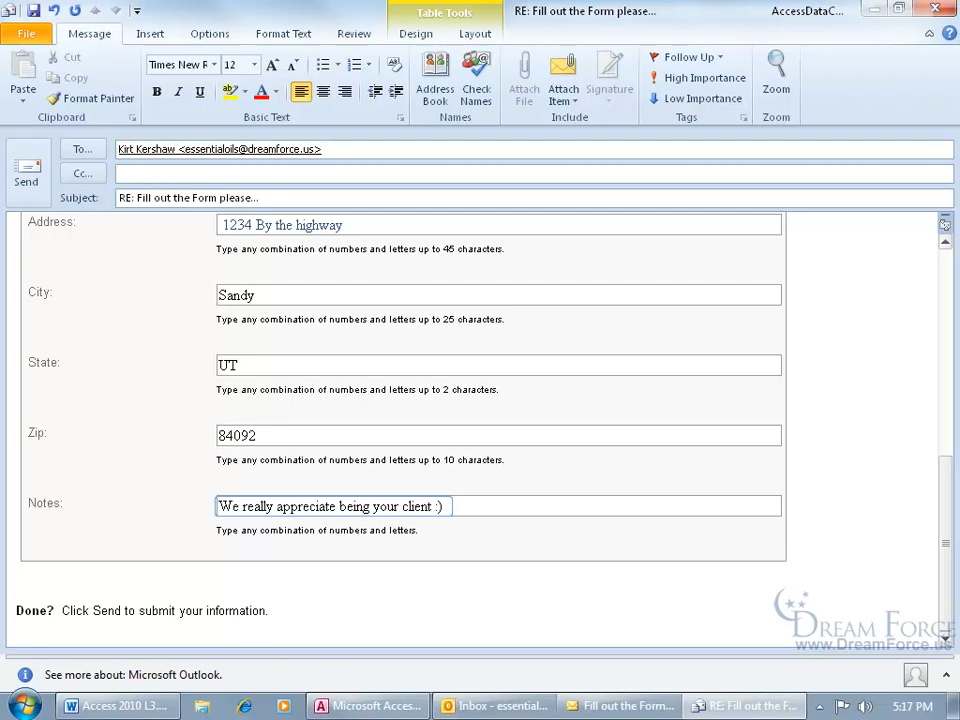 Table Tools
RE: Fill out the Form please...
AccessDataC...
File
Message
Insert
Options
Format Text
Review
Design
Layout
Paste
Cut
Copy
Format Painter
Clipboard
Times New R
12
B I U
A
Basic Text
Address Book
Check Names
Names
Attach File
Attach Item
Signature
Include
Follow Up
High Importance
Low Importance
Tags
Zoom
Zoom
Send
To...
Kirt Kershaw <essentialoils@dreamforce.us>
Cc...
Subject:
RE: Fill out the Form please...
Address:
1234 By the highway
Type any combination of numbers and letters up to 45 characters.
City:
Sandy
Type any combination of numbers and letters up to 25 characters.
State:
UT
Type any combination of numbers and letters up to 2 characters.
Zip:
84092
Type any combination of numbers and letters up to 10 characters.
Notes:
We really appreciate being your client :)
Type any combination of numbers and letters.
Done? Click Send to submit your information.
DREAM FORCE
www.DreamForce.us
See more about: Microsoft Outlook.
Access 2010 L3....
Microsoft Acces...
Inbox - essential...
Fill out the Form...
RE: Fill out the F...
5:17 PM